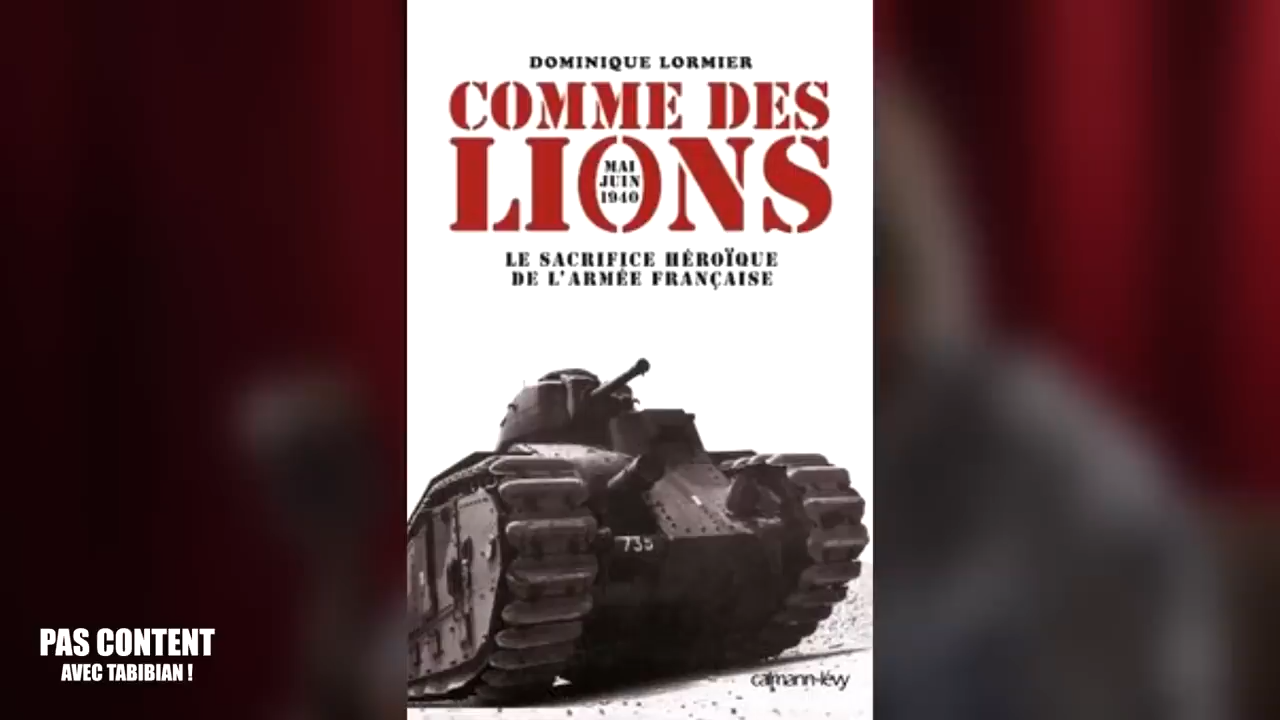 DOMINIQUE LORMIER
COMME DES
LIONS
MAI
JUIN
1940
LE SACRIFICE HÉROÏQUE
DE L'ARMÉE FRANÇAISE
735
calmann-lévy
PAS CONTENT
AVEC TABIBIAN !